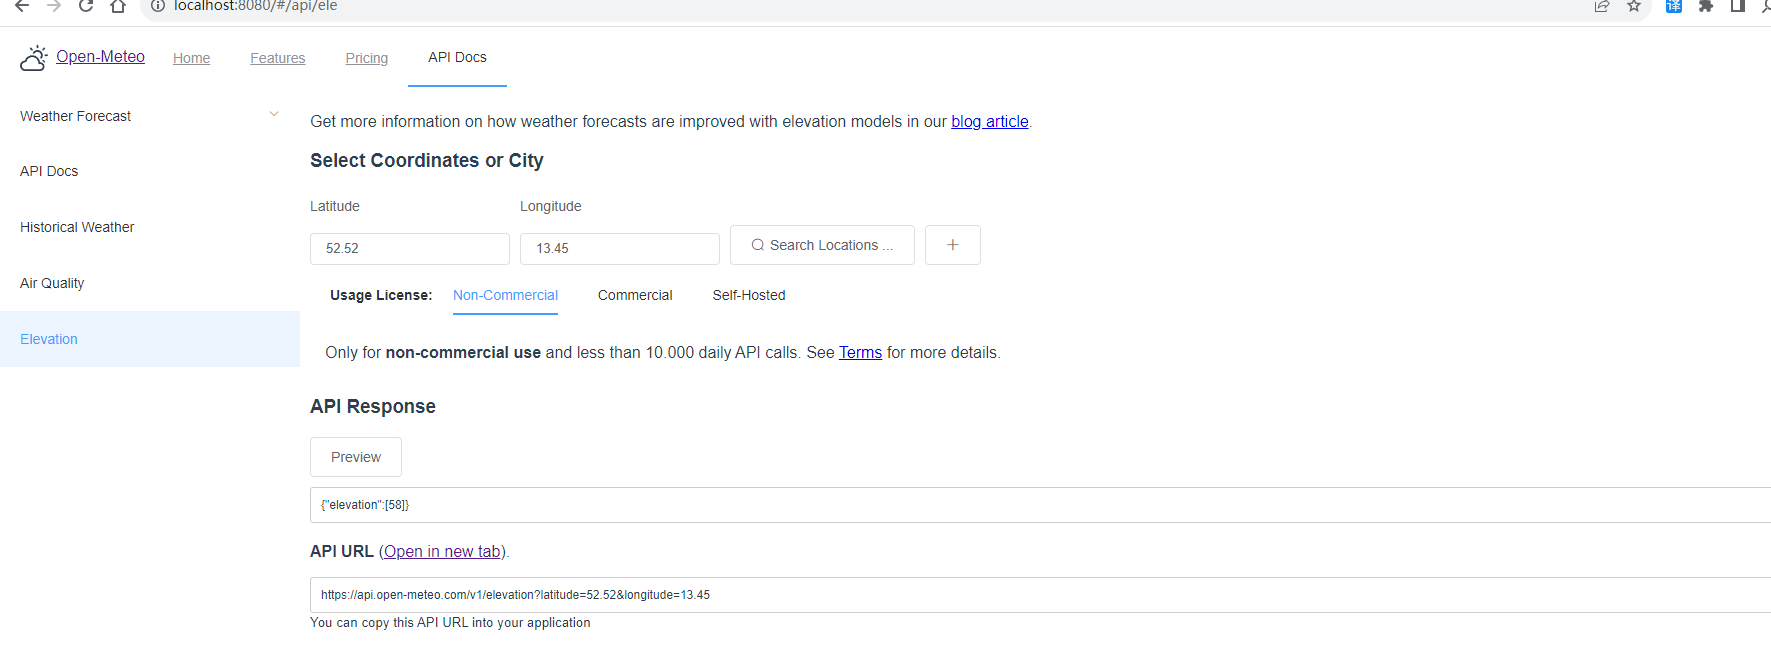 localhost:8080/#/api/ele
译
Open-Meteo Home Features Pricing API Docs
Weather Forecast
API Docs
Historical Weather
Air Quality
Elevation
Get more information on how weather forecasts are improved with elevation models in our blog article.
Select Coordinates or City
Latitude Longitude
52.52 13.45 Search Locations ... +
Usage License: Non-Commercial Commercial Self-Hosted
Only for non-commercial use and less than 10.000 daily API calls. See Terms for more details.
API Response
Preview
{"elevation":[58]}
API URL (Open in new tab).
https://api.open-meteo.com/v1/elevation?latitude=52.52&longitude=13.45
You can copy this API URL into your application